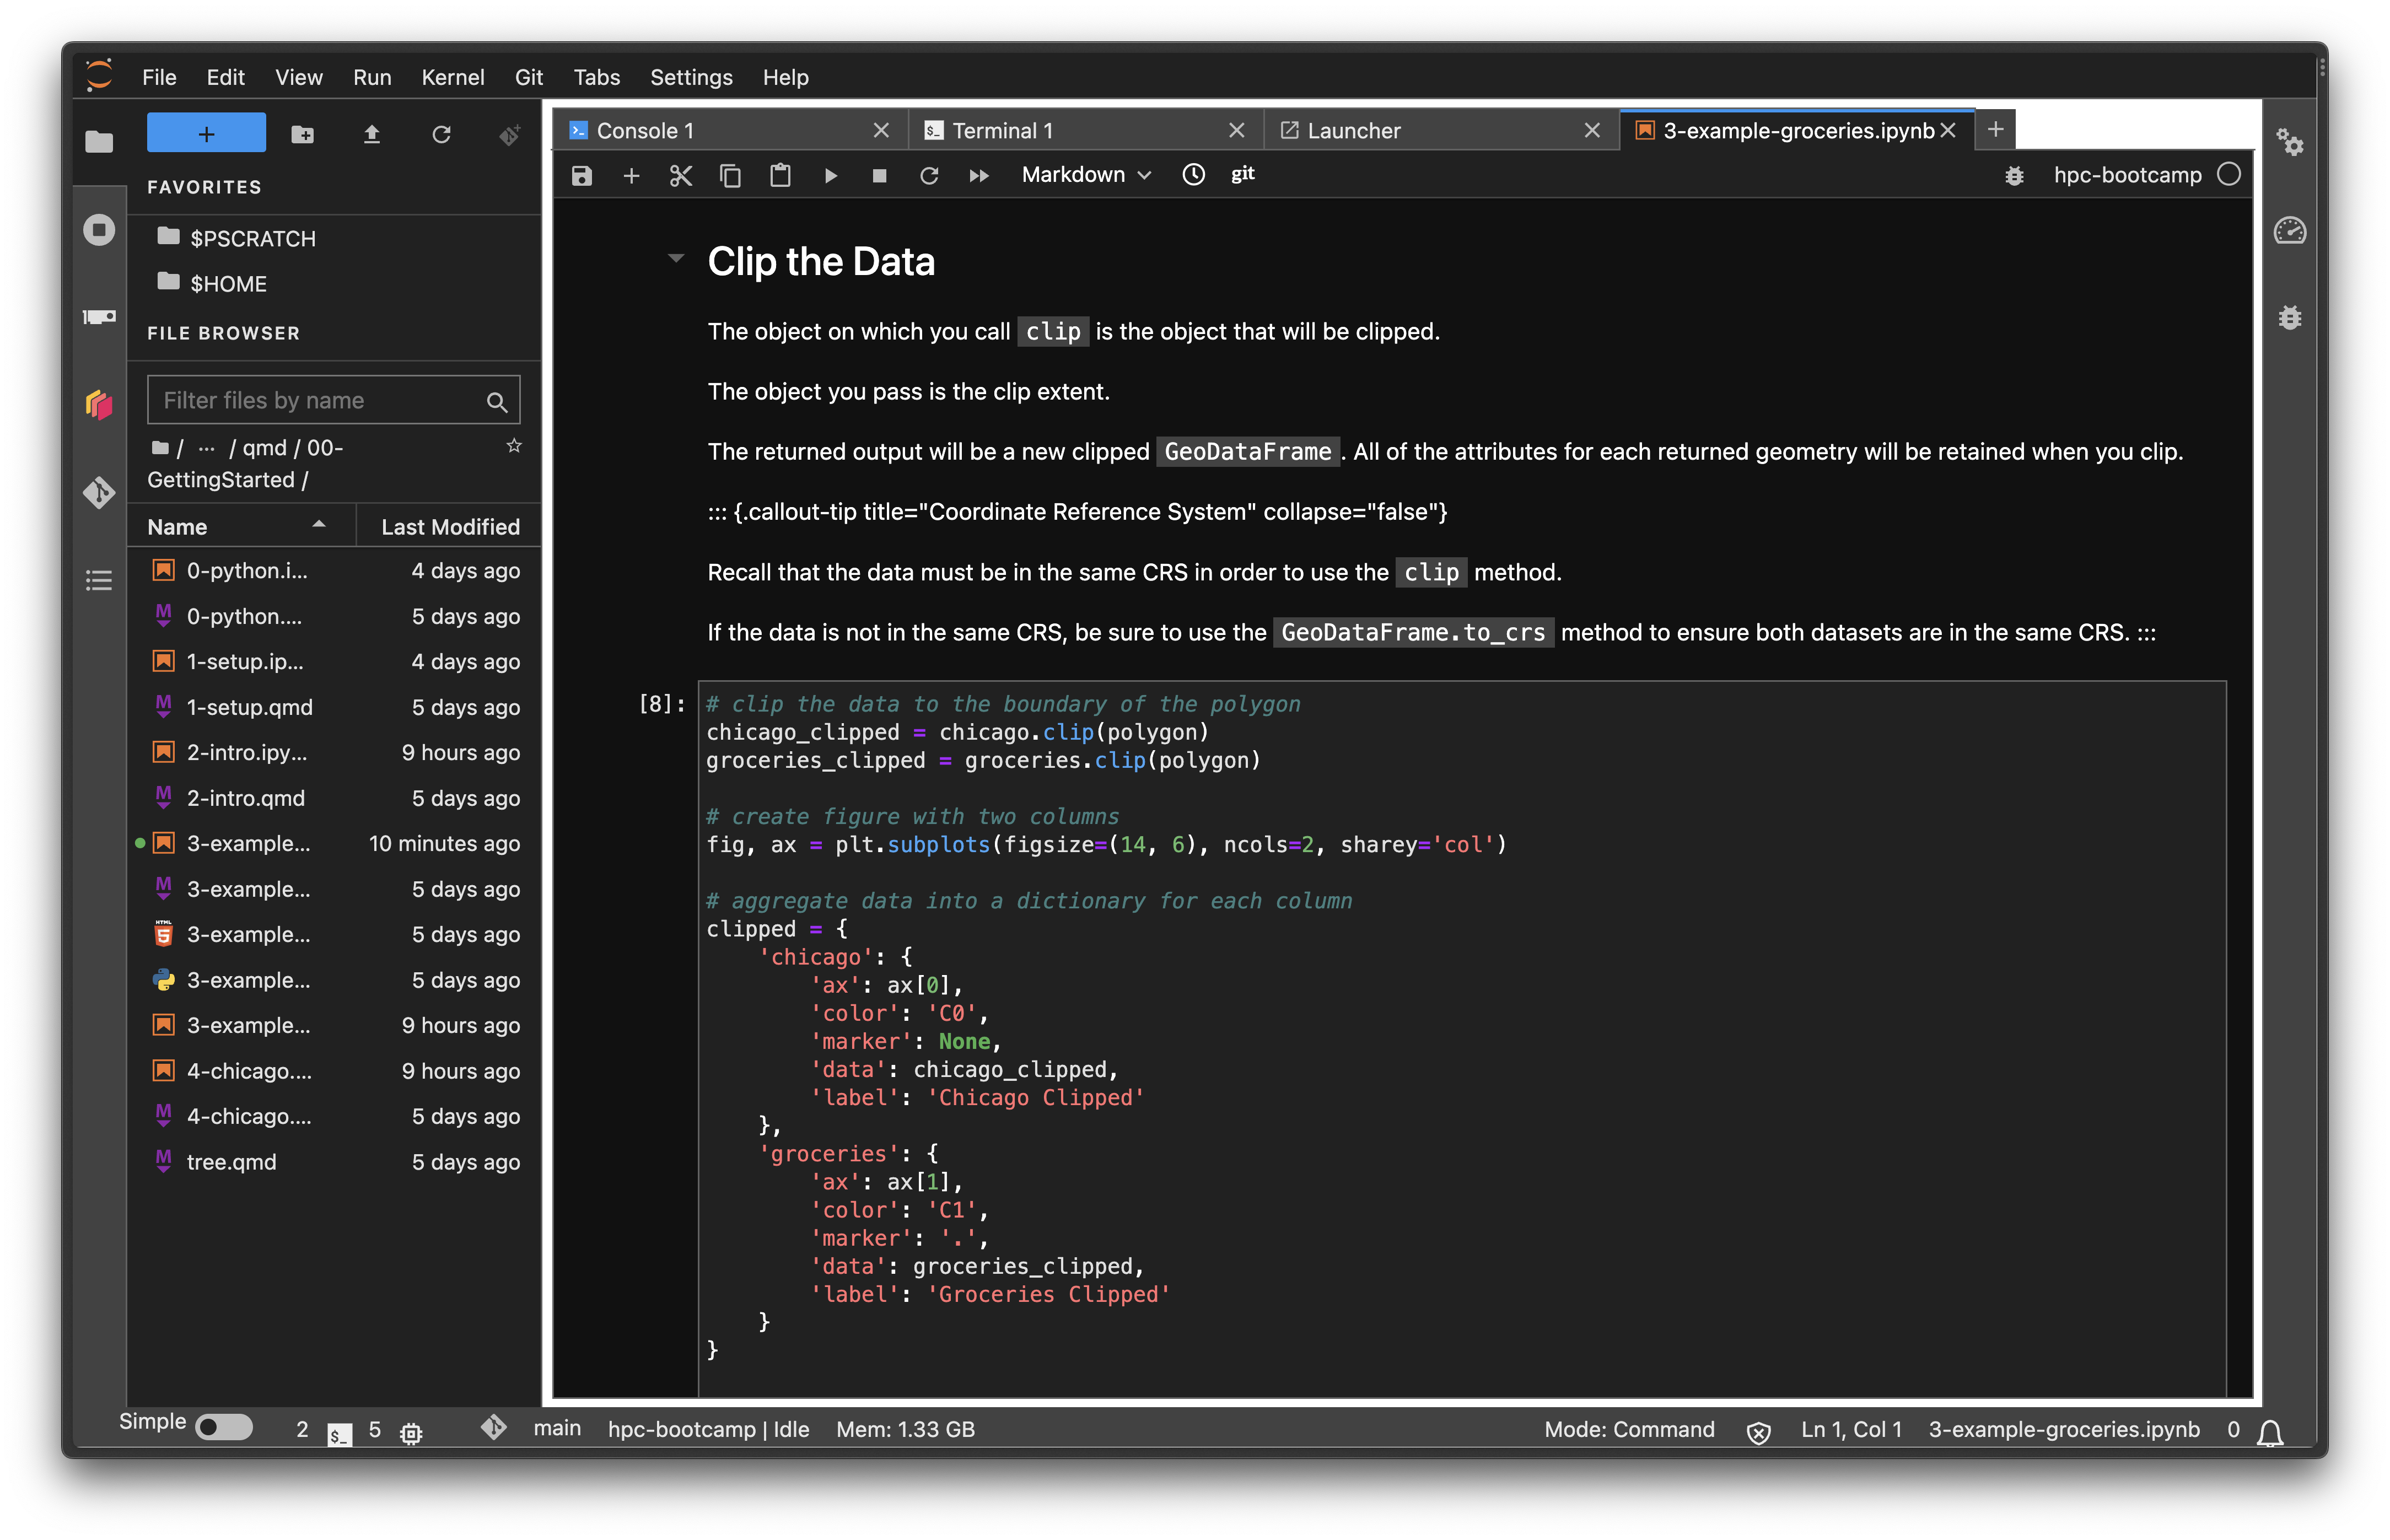 File Edit View Run Kernel Git Tabs Settings Help
FAVORITES
$PSCRATCH
$HOME
FILE BROWSER
Filter files by name
/ ··· / qmd / 00-
GettingStarted /
Name Last Modified
0-python.i... 4 days ago
0-python.... 5 days ago
1-setup.ip... 4 days ago
1-setup.qmd 5 days ago
2-intro.ipy... 9 hours ago
2-intro.qmd 5 days ago
3-example... 10 minutes ago
3-example... 5 days ago
3-example... 5 days ago
3-example... 5 days ago
3-example... 9 hours ago
4-chicago.... 9 hours ago
4-chicago.... 5 days ago
tree.qmd 5 days ago
Console 1 Terminal 1 Launcher 3-example-groceries.ipynb
Markdown git hpc-bootcamp
Clip the Data
The object on which you call clip is the object that will be clipped.
The object you pass is the clip extent.
The returned output will be a new clipped GeoDataFrame. All of the attributes for each returned geometry will be retained when you clip.
::: {.callout-tip title="Coordinate Reference System" collapse="false"}
Recall that the data must be in the same CRS in order to use the clip method.
If the data is not in the same CRS, be sure to use the GeoDataFrame.to_crs method to ensure both datasets are in the same CRS. :::
[8]: # clip the data to the boundary of the polygon
chicago_clipped = chicago.clip(polygon)
groceries_clipped = groceries.clip(polygon)
# create figure with two columns
fig, ax = plt.subplots(figsize=(14, 6), ncols=2, sharey='col')
# aggregate data into a dictionary for each column
clipped = {
    'chicago': {
        'ax': ax[0],
        'color': 'C0',
        'marker': None,
        'data': chicago_clipped,
        'label': 'Chicago Clipped'
    },
    'groceries': {
        'ax': ax[1],
        'color': 'C1',
        'marker': '.',
        'data': groceries_clipped,
        'label': 'Groceries Clipped'
    }
}
Simple 2 $_ 5 main hpc-bootcamp | Idle Mem: 1.33 GB Mode: Command Ln 1, Col 1 3-example-groceries.ipynb 0